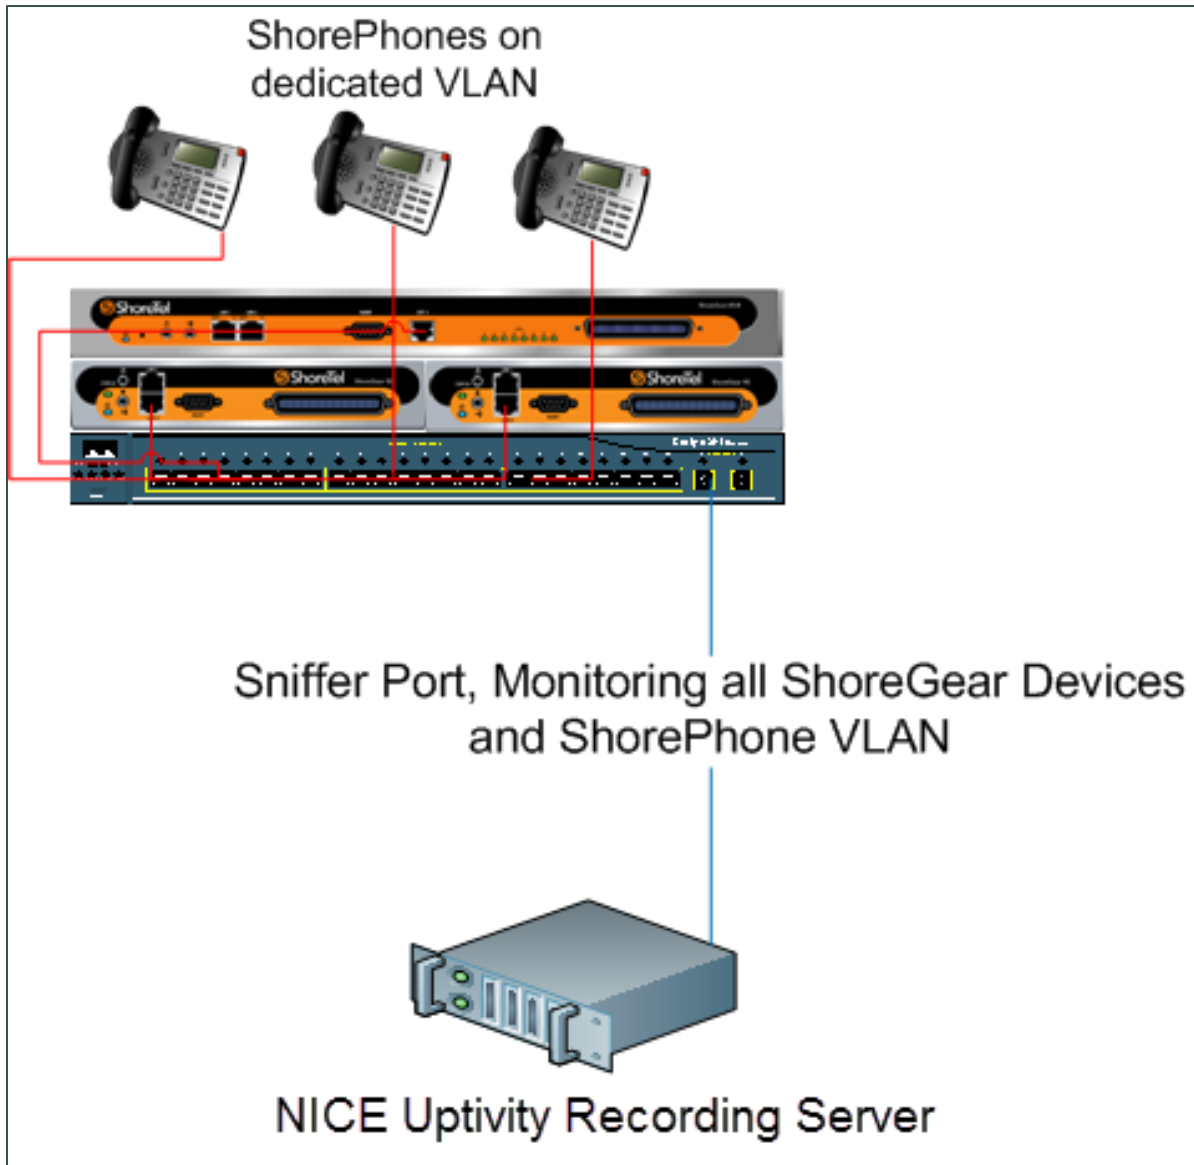 ShorePhones on
dedicated VLAN
ShoreTel
ShoreTel
ShoreTel
Sniffer Port, Monitoring all ShoreGear Devices
and ShorePhone VLAN
NICE Uptivity Recording Server